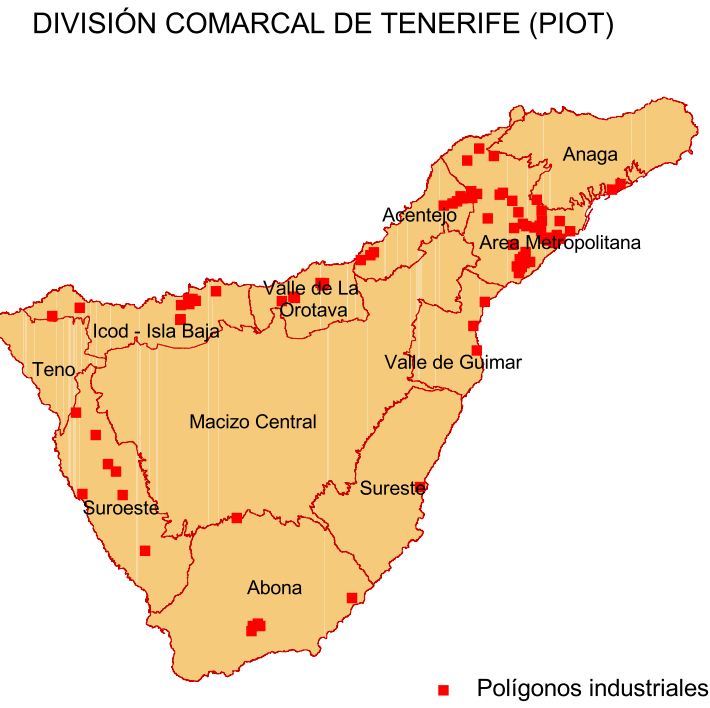 DIVISIÓN COMARCAL DE TENERIFE (PIOT)
Anaga
Acentejo
Area Metropolitana
Valle de La
Orotava
Icod - Isla Baja
Teno
Valle de Guimar
Macizo Central
Sureste
Suroeste
Abona
Polígonos industriales